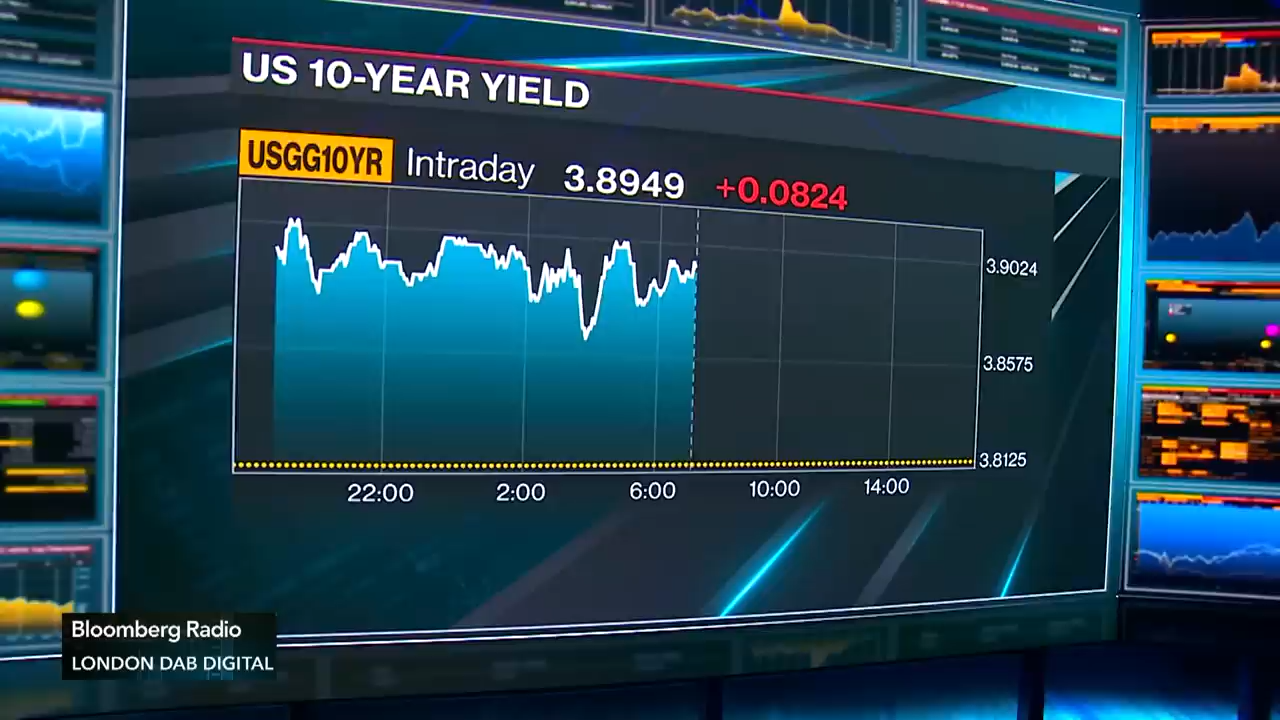 US 10-YEAR YIELD
USGG10YR Intraday 3.8949 +0.0824
3.9024
3.8575
3.8125
22:00 2:00 6:00 10:00 14:00
Bloomberg Radio
LONDON DAB DIGITAL